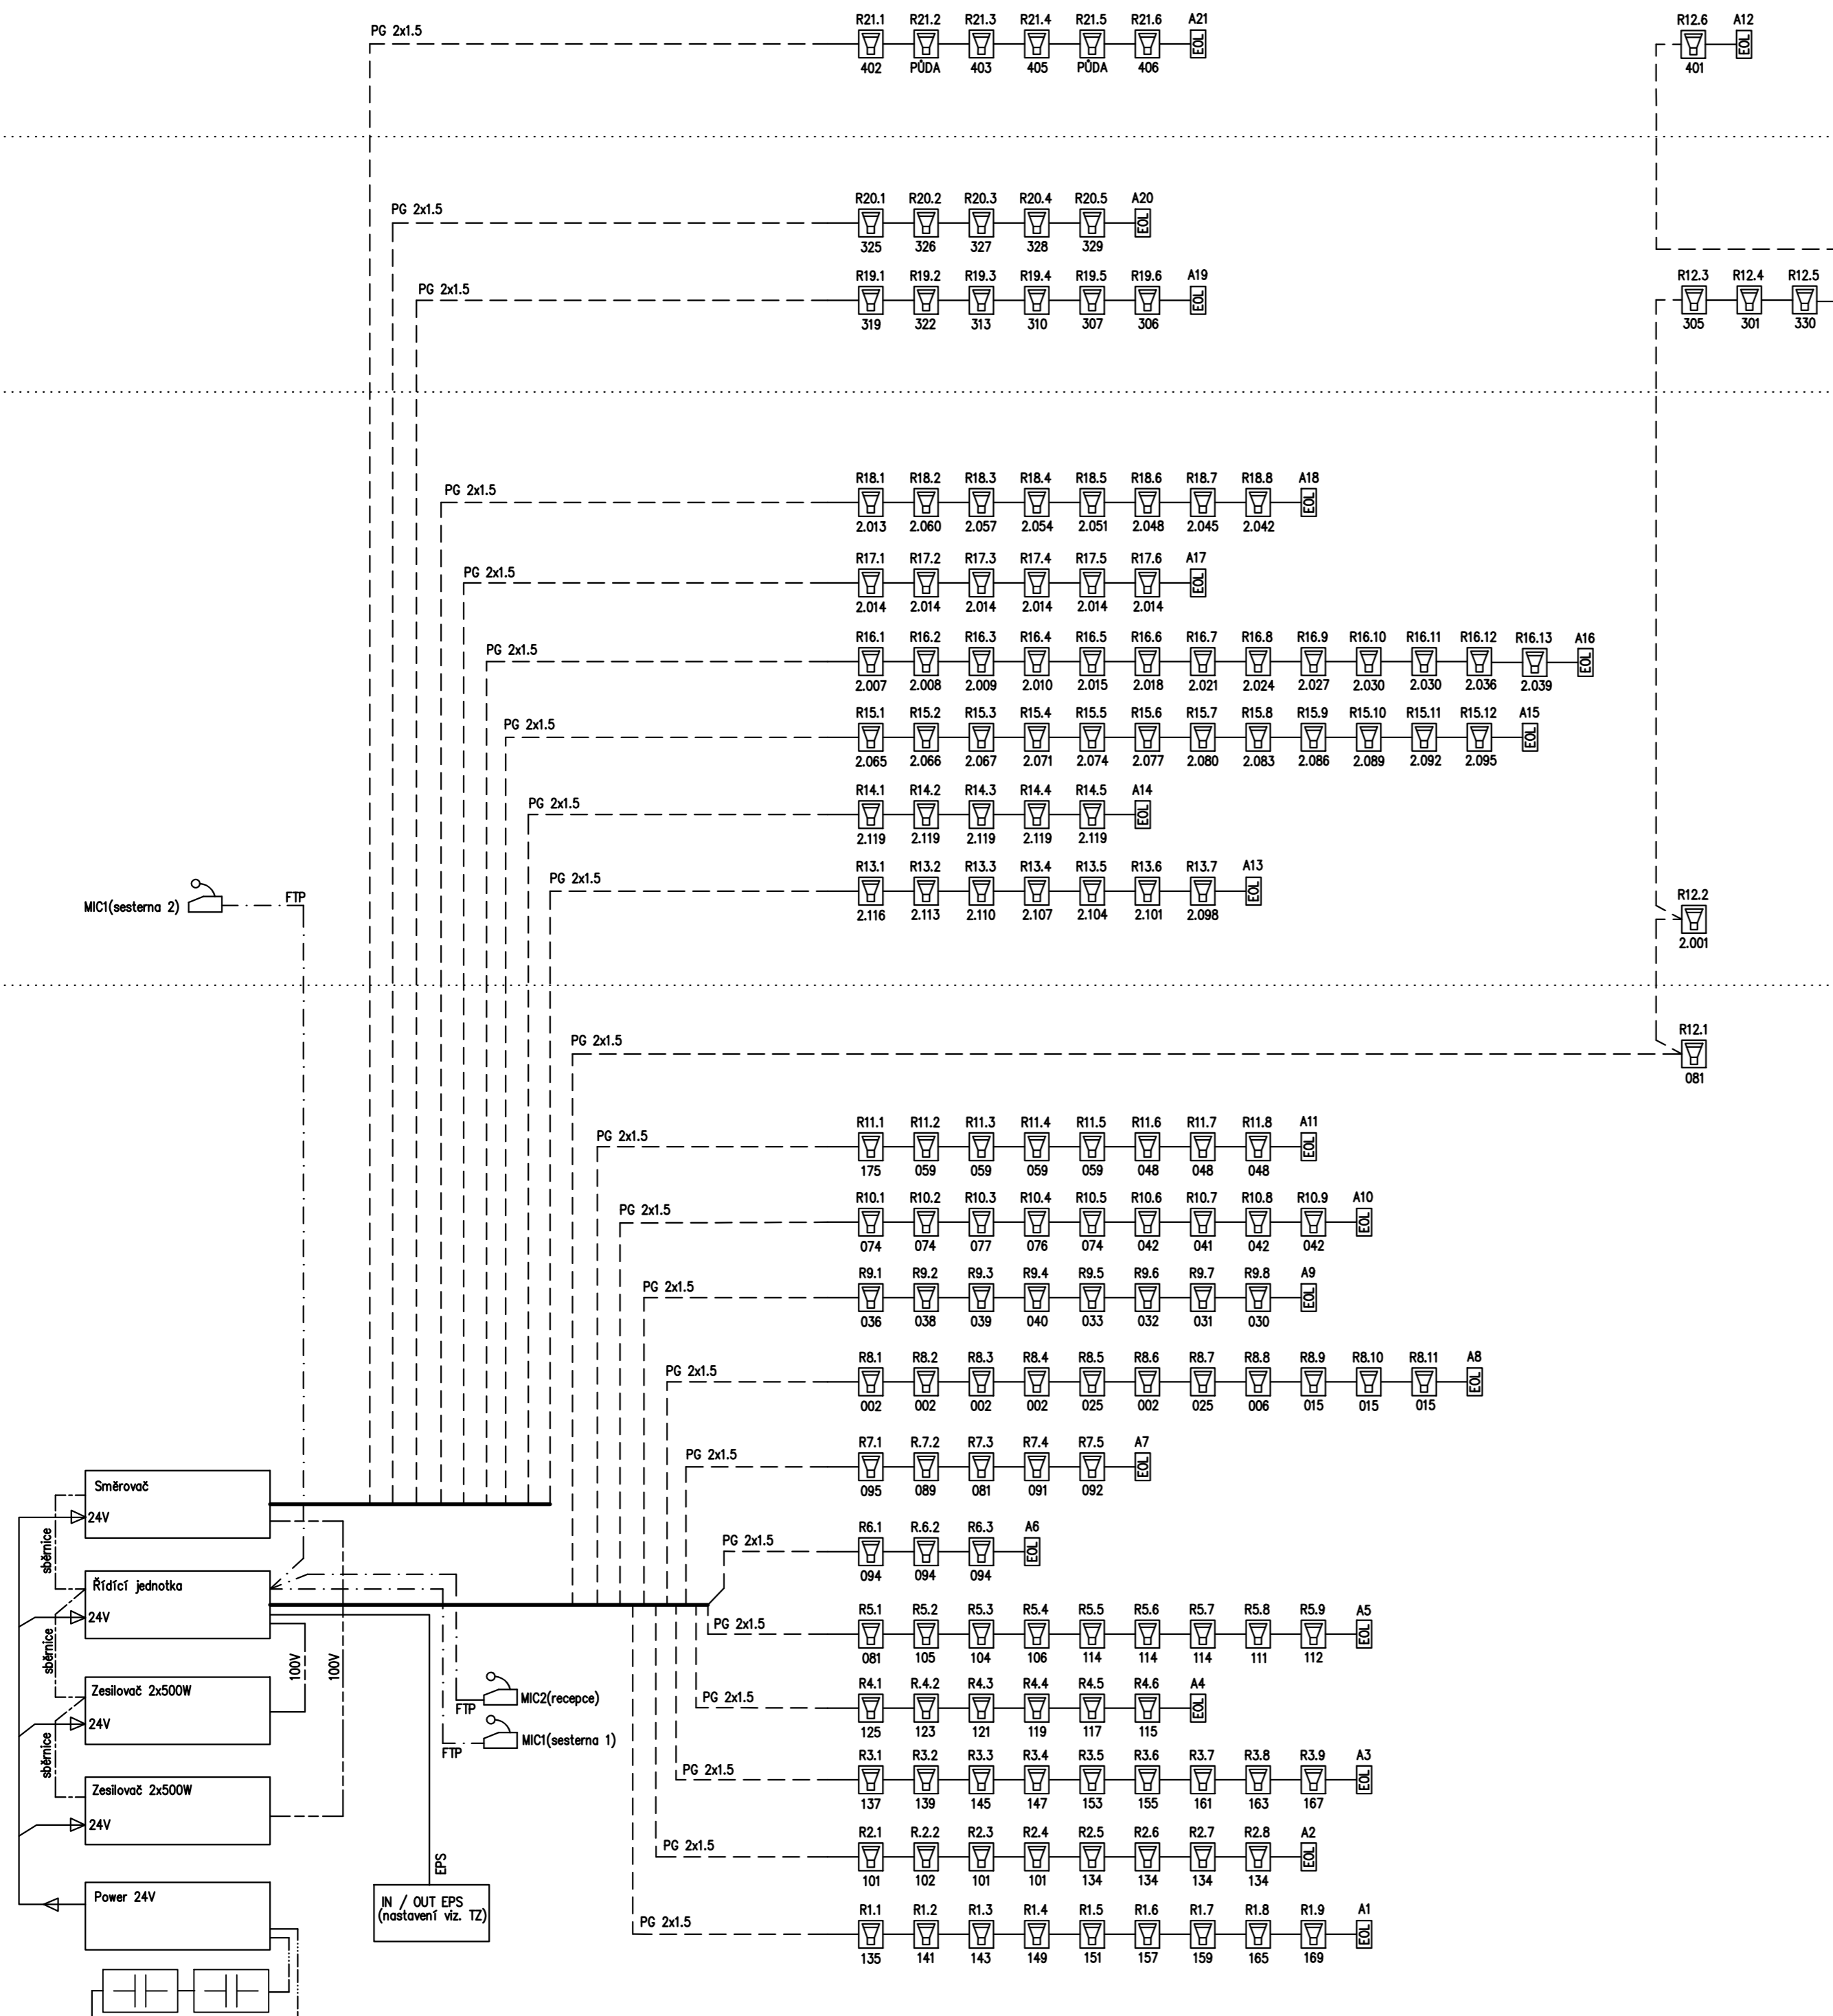 R21.1 R21.2 R21.3 R21.4 R21.5 R21.6 A21
PG 2x1.5
EOL
402 PŮDA 403 405 PŮDA 406
R12.6 A12
EOL
401
R20.1 R20.2 R20.3 R20.4 R20.5 A20
PG 2x1.5
EOL
325 326 327 328 329
R19.1 R19.2 R19.3 R19.4 R19.5 R19.6 A19
PG 2x1.5
EOL
319 322 313 310 307 306
R12.3 R12.4 R12.5
305 301 330
R18.1 R18.2 R18.3 R18.4 R18.5 R18.6 R18.7 R18.8 A18
PG 2x1.5
EOL
2.013 2.060 2.057 2.054 2.051 2.048 2.045 2.042
R17.1 R17.2 R17.3 R17.4 R17.5 R17.6 A17
PG 2x1.5
EOL
2.014 2.014 2.014 2.014 2.014 2.014
R16.1 R16.2 R16.3 R16.4 R16.5 R16.6 R16.7 R16.8 R16.9 R16.10 R16.11 R16.12 R16.13 A16
PG 2x1.5
EOL
2.007 2.008 2.009 2.010 2.015 2.018 2.021 2.024 2.027 2.030 2.030 2.036 2.039
R15.1 R15.2 R15.3 R15.4 R15.5 R15.6 R15.7 R15.8 R15.9 R15.10 R15.11 R15.12 A15
PG 2x1.5
EOL
2.065 2.066 2.067 2.071 2.074 2.077 2.080 2.083 2.086 2.089 2.092 2.095
R14.1 R14.2 R14.3 R14.4 R14.5 A14
PG 2x1.5
EOL
2.119 2.119 2.119 2.119 2.119
R13.1 R13.2 R13.3 R13.4 R13.5 R13.6 R13.7 A13
PG 2x1.5
EOL
2.116 2.113 2.110 2.107 2.104 2.101 2.098
MIC1(sesterna 2)
FTP
R12.2
2.001
R12.1
PG 2x1.5
081
R11.1 R11.2 R11.3 R11.4 R11.5 R11.6 R11.7 R11.8 A11
PG 2x1.5
EOL
175 059 059 059 059 048 048 048
R10.1 R10.2 R10.3 R10.4 R10.5 R10.6 R10.7 R10.8 R10.9 A10
PG 2x1.5
EOL
074 074 077 076 074 042 041 042 042
R9.1 R9.2 R9.3 R9.4 R9.5 R9.6 R9.7 R9.8 A9
PG 2x1.5
EOL
036 038 039 040 033 032 031 030
R8.1 R8.2 R8.3 R8.4 R8.5 R8.6 R8.7 R8.8 R8.9 R8.10 R8.11 A8
PG 2x1.5
EOL
002 002 002 002 025 002 025 006 015 015 015
R7.1 R.7.2 R7.3 R7.4 R7.5 A7
PG 2x1.5
EOL
095 089 081 091 092
R6.1 R.6.2 R6.3 A6
PG 2x1.5
EOL
094 094 094
R5.1 R5.2 R5.3 R5.4 R5.5 R5.6 R5.7 R5.8 R5.9 A5
PG 2x1.5
EOL
081 105 104 106 114 114 114 111 112
R4.1 R.4.2 R4.3 R4.4 R4.5 R4.6 A4
PG 2x1.5
EOL
125 123 121 119 117 115
R3.1 R3.2 R3.3 R3.4 R3.5 R3.6 R3.7 R3.8 R3.9 A3
PG 2x1.5
EOL
137 139 145 147 153 155 161 163 167
R2.1 R.2.2 R2.3 R2.4 R2.5 R2.6 R2.7 R2.8 A2
PG 2x1.5
EOL
101 102 101 101 134 134 134 134
R1.1 R1.2 R1.3 R1.4 R1.5 R1.6 R1.7 R1.8 R1.9 A1
PG 2x1.5
EOL
135 141 143 149 151 157 159 165 169
Směrovač
24V
sběrnice
Řídící jednotka
24V
sběrnice
100V
100V
Zesilovač 2x500W
24V
sběrnice
Zesilovač 2x500W
24V
MIC2(recepce)
FTP
MIC1(sesterna 1)
FTP
EPS
Power 24V
IN / OUT EPS
(nastavení viz. TZ)